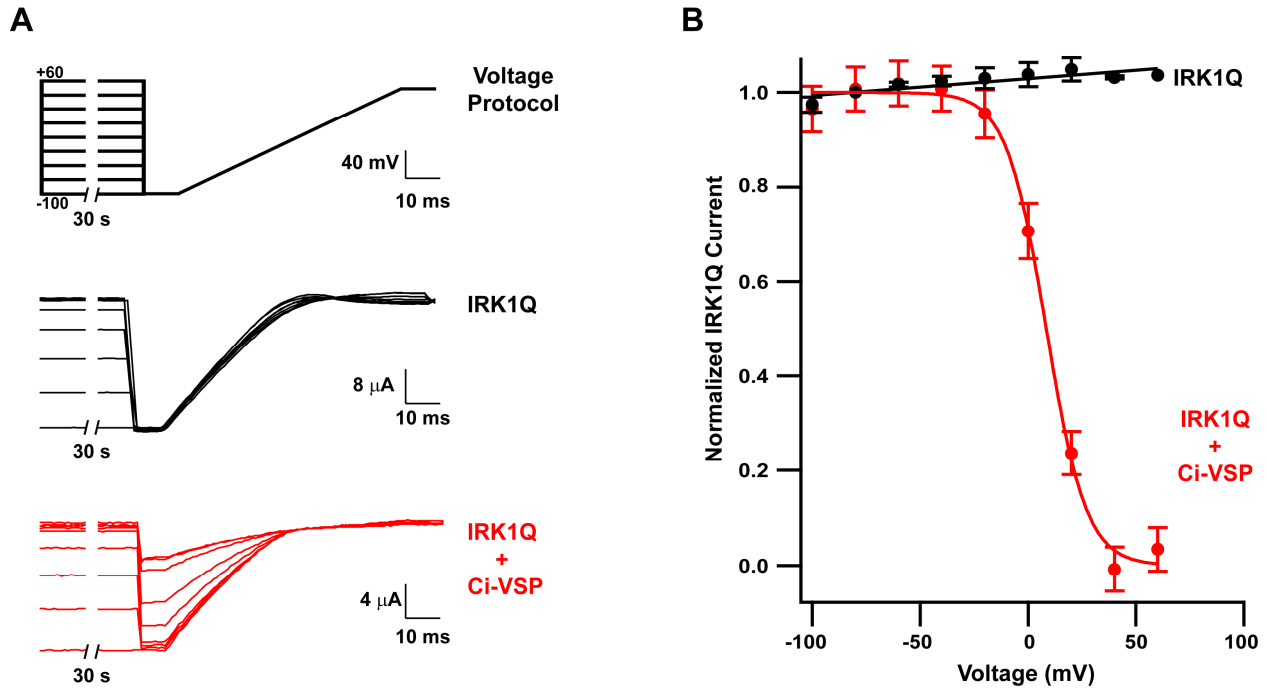 A
+60
-100
30 s
Voltage
Protocol
40 mV
10 ms
IRK1Q
8 μA
10 ms
30 s
IRK1Q
+
Ci-VSP
4 μA
10 ms
30 s
B
Normalized IRK1Q Current
1.0
0.8
0.6
0.4
0.2
0.0
IRK1Q
IRK1Q
+
Ci-VSP
-100
-50
0
50
100
Voltage (mV)